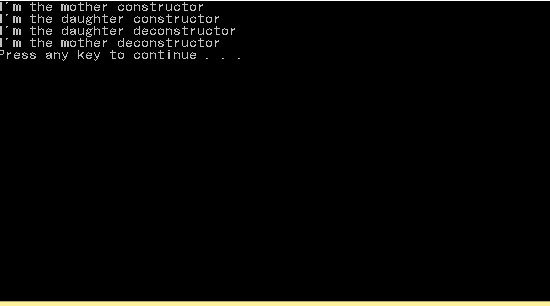 I'm the mother constructor
I'm the daughter constructor
I'm the daughter deconstructor
I'm the mother deconstructor
Press any key to continue . . .